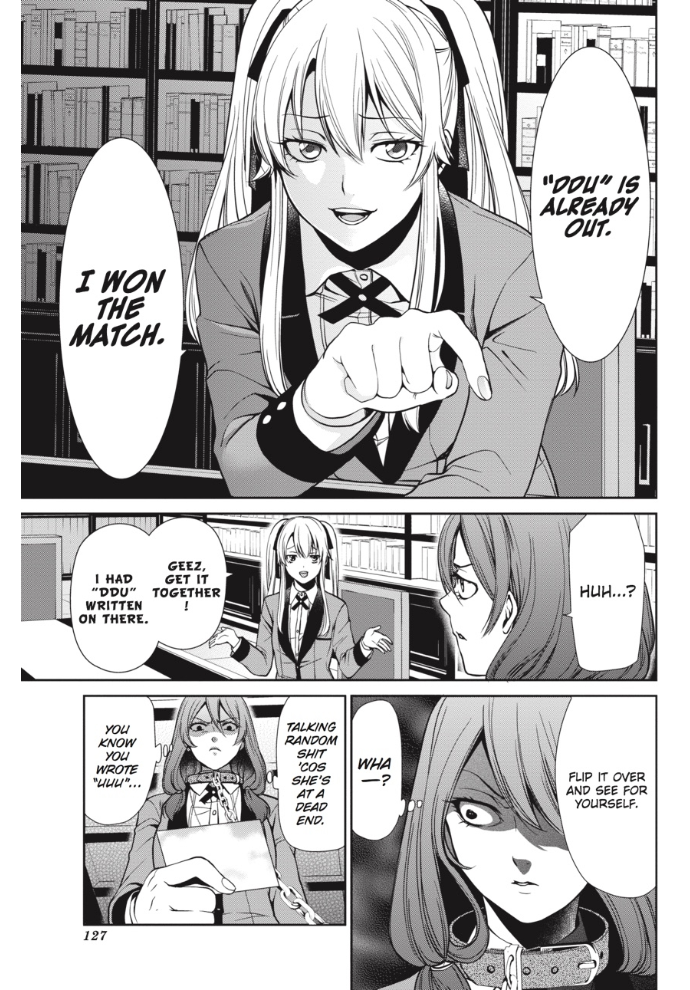 "DDU" IS
ALREADY
OUT.
I WON
THE
MATCH.
HUH...?
GEEZ,
GET IT
TOGETHER
!
I HAD
"DDU"
WRITTEN
ON THERE.
FLIP IT OVER
AND SEE FOR
YOURSELF.
WHA
—?
TALKING
RANDOM
SHIT
'COS
SHE'S
AT A
DEAD
END.
YOU
KNOW
YOU
WROTE
"UUU"...
127